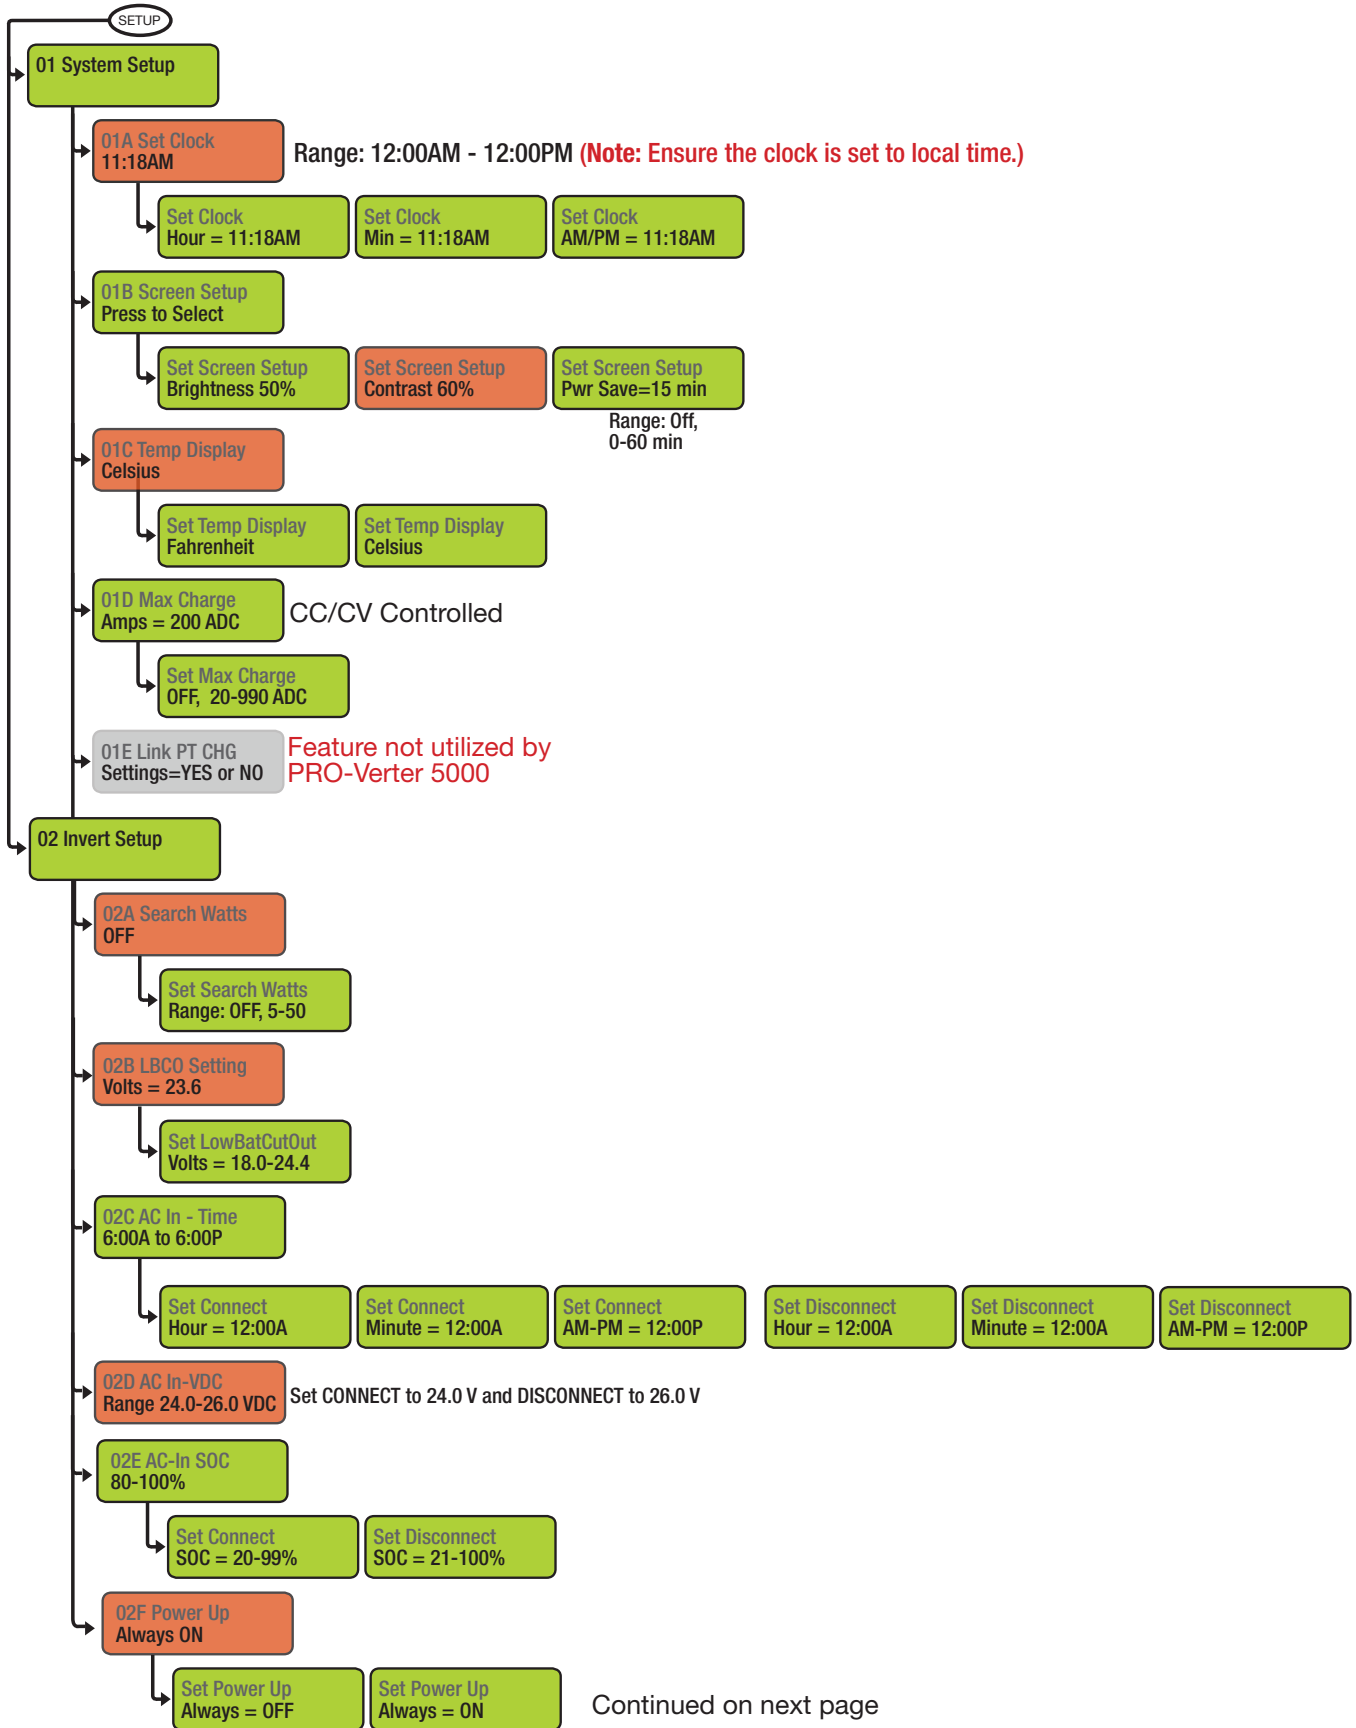 SETUP
01 System Setup
01A Set Clock
11:18AM
Range: 12:00AM - 12:00PM (Note: Ensure the clock is set to local time.)
Set Clock
Hour = 11:18AM
Set Clock
Min = 11:18AM
Set Clock
AM/PM = 11:18AM
01B Screen Setup
Press to Select
Set Screen Setup
Brightness 50%
Set Screen Setup
Contrast 60%
Set Screen Setup
Pwr Save=15 min
Range: Off,
0-60 min
01C Temp Display
Celsius
Set Temp Display
Fahrenheit
Set Temp Display
Celsius
01D Max Charge
Amps = 200 ADC
CC/CV Controlled
Set Max Charge
OFF, 20-990 ADC
01E Link PT CHG
Settings=YES or NO
Feature not utilized by
PRO-Verter 5000
02 Invert Setup
02A Search Watts
OFF
Set Search Watts
Range: OFF, 5-50
02B LBCO Setting
Volts = 23.6
Set LowBatCutOut
Volts = 18.0-24.4
02C AC In - Time
6:00A to 6:00P
Set Connect
Hour = 12:00A
Set Connect
Minute = 12:00A
Set Connect
AM-PM = 12:00P
Set Disconnect
Hour = 12:00A
Set Disconnect
Minute = 12:00A
Set Disconnect
AM-PM = 12:00P
02D AC In-VDC
Range 24.0-26.0 VDC
Set CONNECT to 24.0 V and DISCONNECT to 26.0 V
02E AC-In SOC
80-100%
Set Connect
SOC = 20-99%
Set Disconnect
SOC = 21-100%
02F Power Up
Always ON
Set Power Up
Always = OFF
Set Power Up
Always = ON
Continued on next page